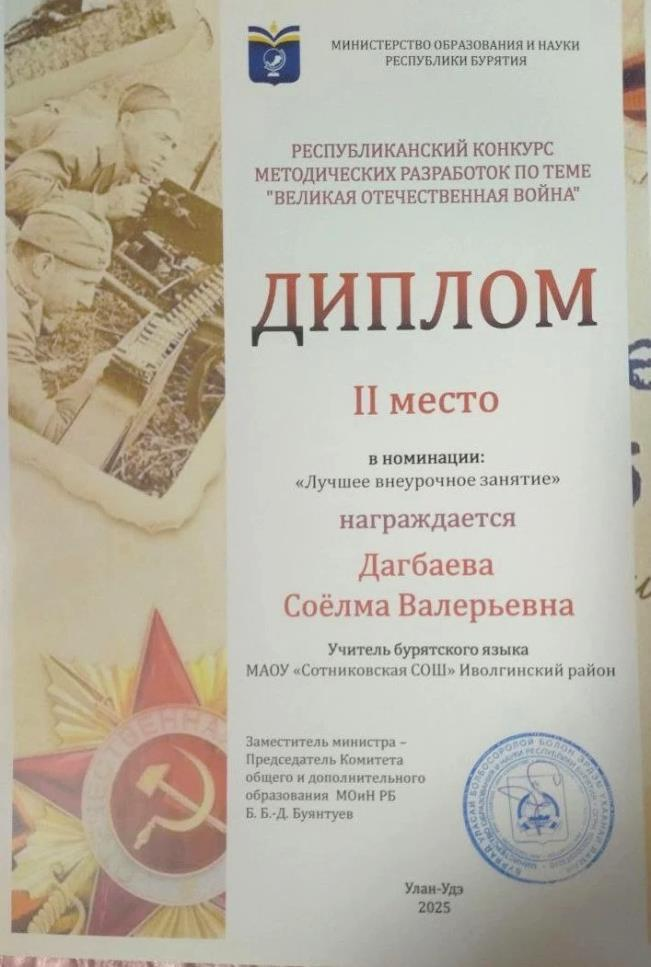 МИНИСТЕРСТВО ОБРАЗОВАНИЯ И НАУКИ
РЕСПУБЛИКИ БУРЯТИЯ
РЕСПУБЛИКАНСКИЙ КОНКУРС
МЕТОДИЧЕСКИХ РАЗРАБОТОК ПО ТЕМЕ
"ВЕЛИКАЯ ОТЕЧЕСТВЕННАЯ ВОЙНА"
ДИПЛОМ
II место
в номинации:
«Лучшее внеурочное занятие»
награждается
Дагбаева
Соёлма Валерьевна
Учитель бурятского языка
МАОУ «Сотниковская СОШ» Иволгинский район
Заместитель министра –
Председатель Комитета
общего и дополнительного
образования МОиН РБ
Б. Б.-Д. Буянтуев
Улан-Удэ
2025